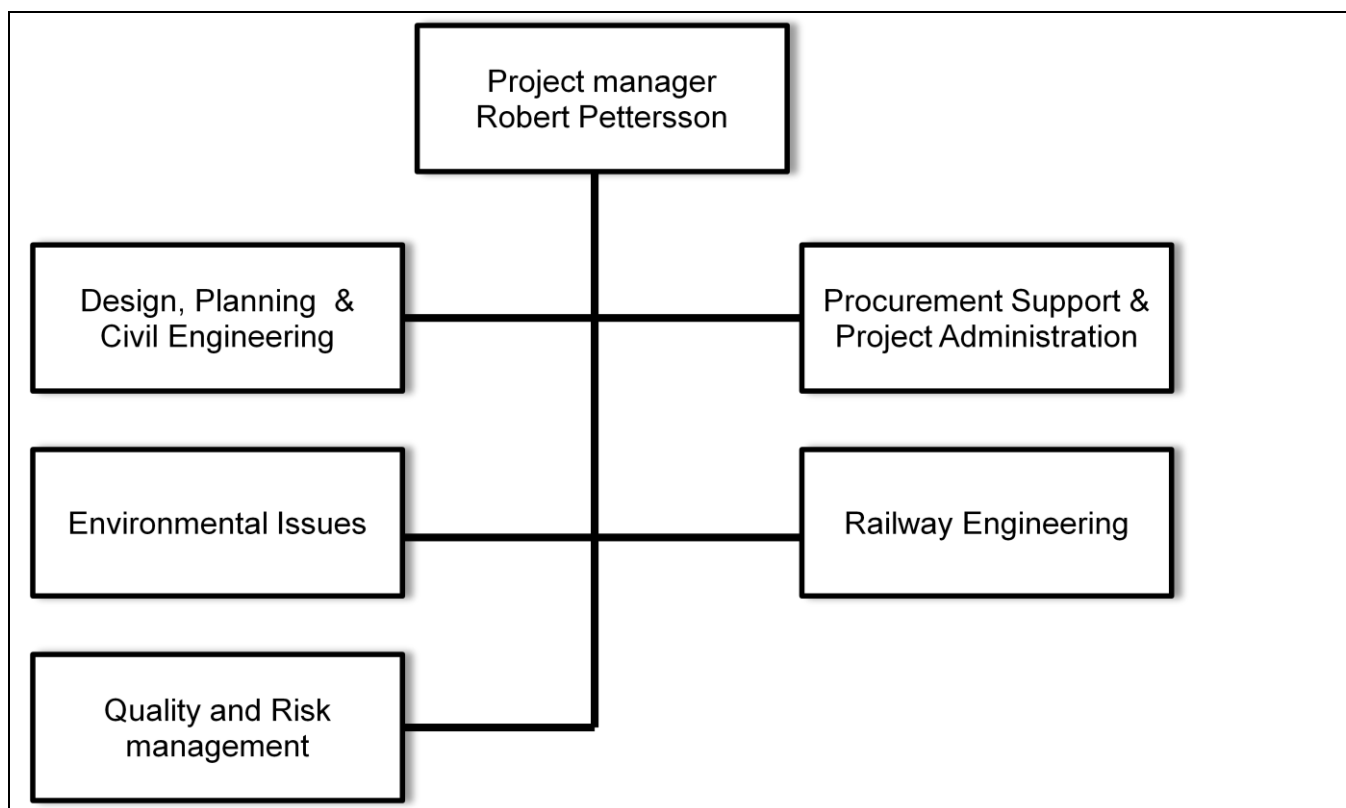 Project manager
Robert Pettersson
Design, Planning & 
Civil Engineering
Procurement Support &
Project Administration
Environmental Issues
Railway Engineering
Quality and Risk
management